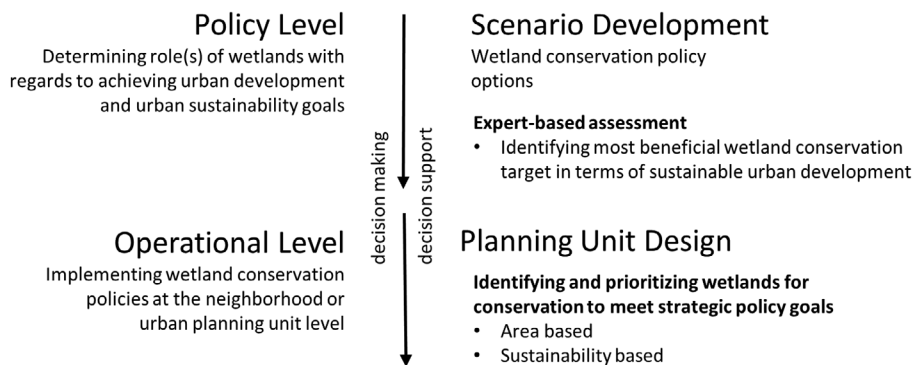 Policy Level
Determining role(s) of wetlands with
regards to achieving urban development
and urban sustainability goals
Operational Level
Implementing wetland conservation
policies at the neighborhood or
urban planning unit level
decision making
decision support
Scenario Development
Wetland conservation policy
options
Expert-based assessment
• Identifying most beneficial wetland conservation
target in terms of sustainable urban development
Planning Unit Design
Identifying and prioritizing wetlands for
conservation to meet strategic policy goals
• Area based
• Sustainability based